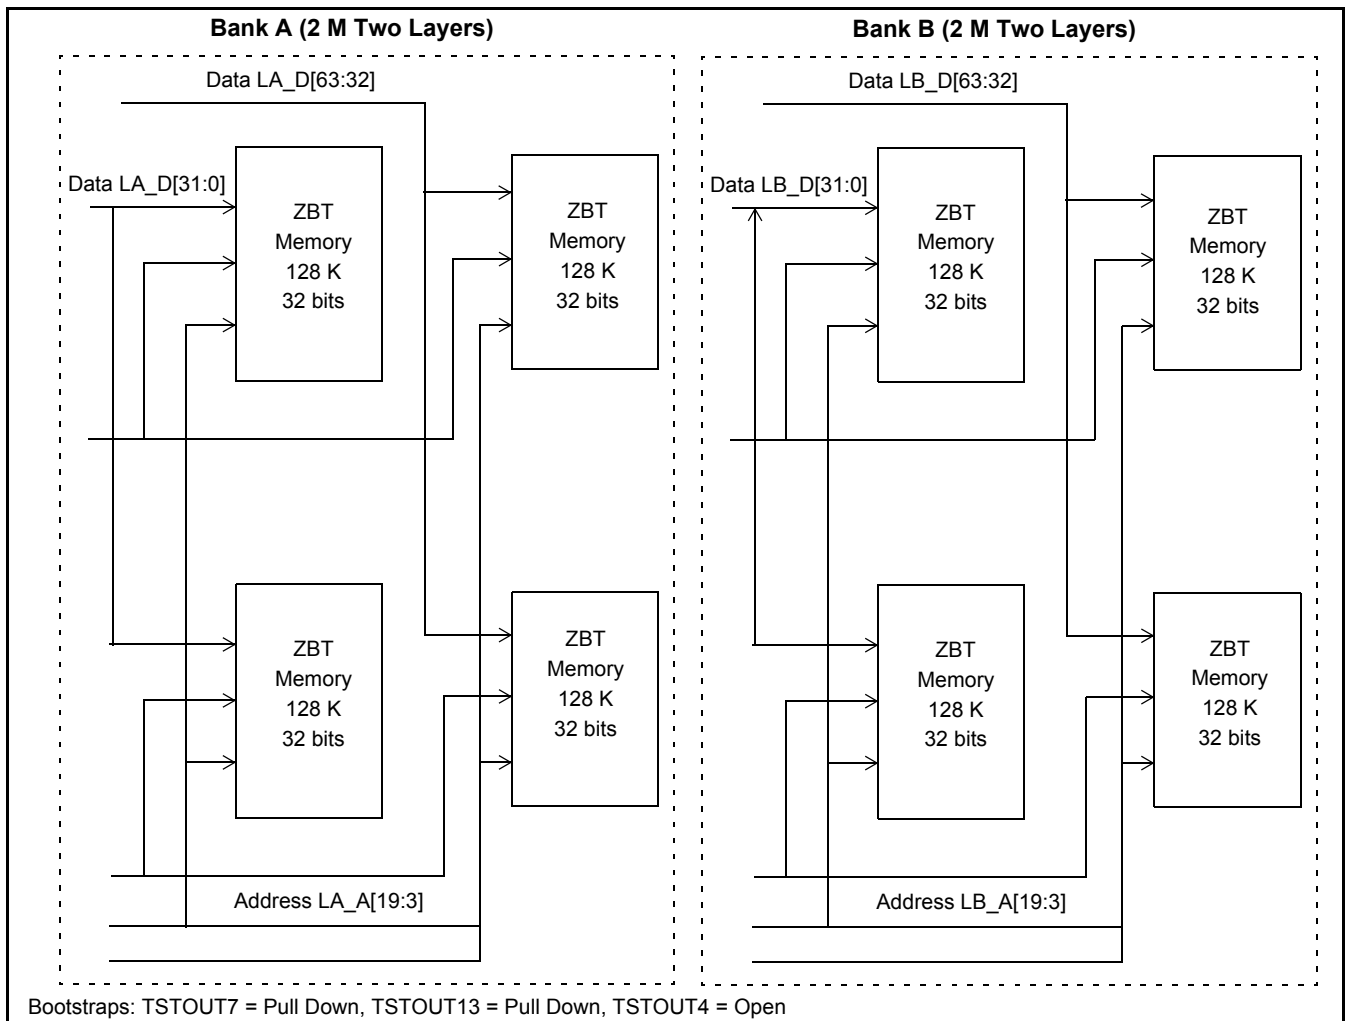 Bank A (2 M Two Layers)
Data LA_D[63:32]
Data LA_D[31:0]
ZBT
Memory
128 K
32 bits
ZBT
Memory
128 K
32 bits
ZBT
Memory
128 K
32 bits
ZBT
Memory
128 K
32 bits
Address LA_A[19:3]
Bank B (2 M Two Layers)
Data LB_D[63:32]
Data LB_D[31:0]
ZBT
Memory
128 K
32 bits
ZBT
Memory
128 K
32 bits
ZBT
Memory
128 K
32 bits
ZBT
Memory
128 K
32 bits
Address LB_A[19:3]
Bootstraps: TSTOUT7 = Pull Down, TSTOUT13 = Pull Down, TSTOUT4 = Open